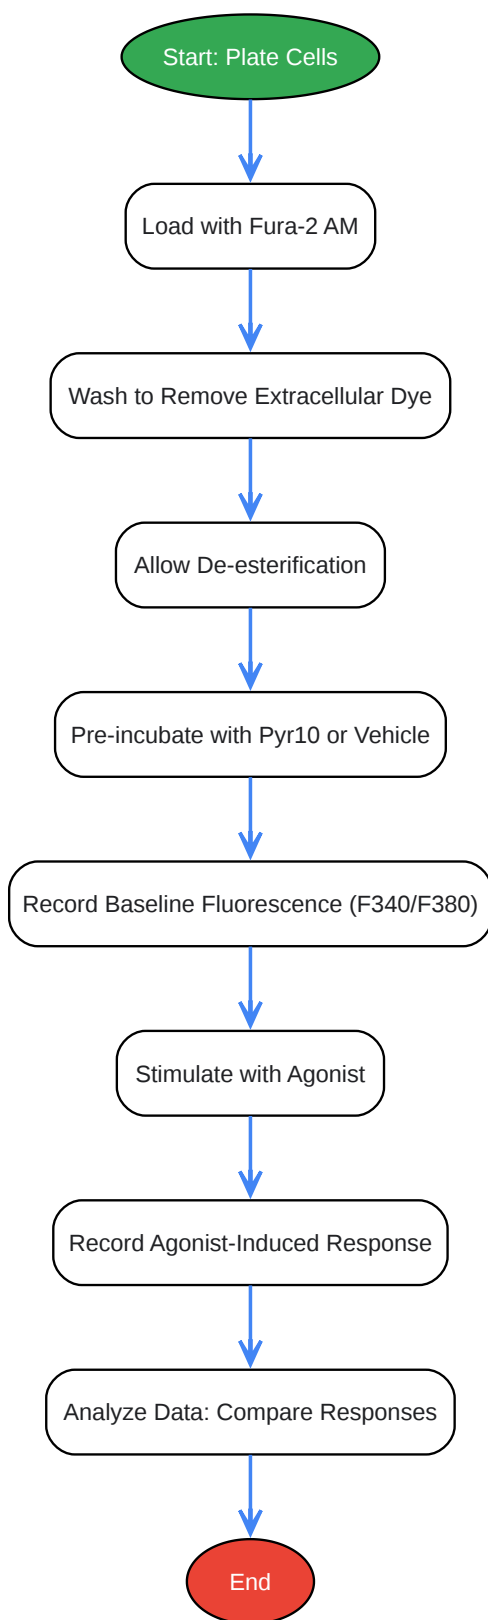 Start: Plate Cells
Load with Fura-2 AM
Wash to Remove Extracellular Dye
Allow De-esterification
Pre-incubate with Pyr10 or Vehicle
Record Baseline Fluorescence (F340/F380)
Stimulate with Agonist
Record Agonist-Induced Response
Analyze Data: Compare Responses
End